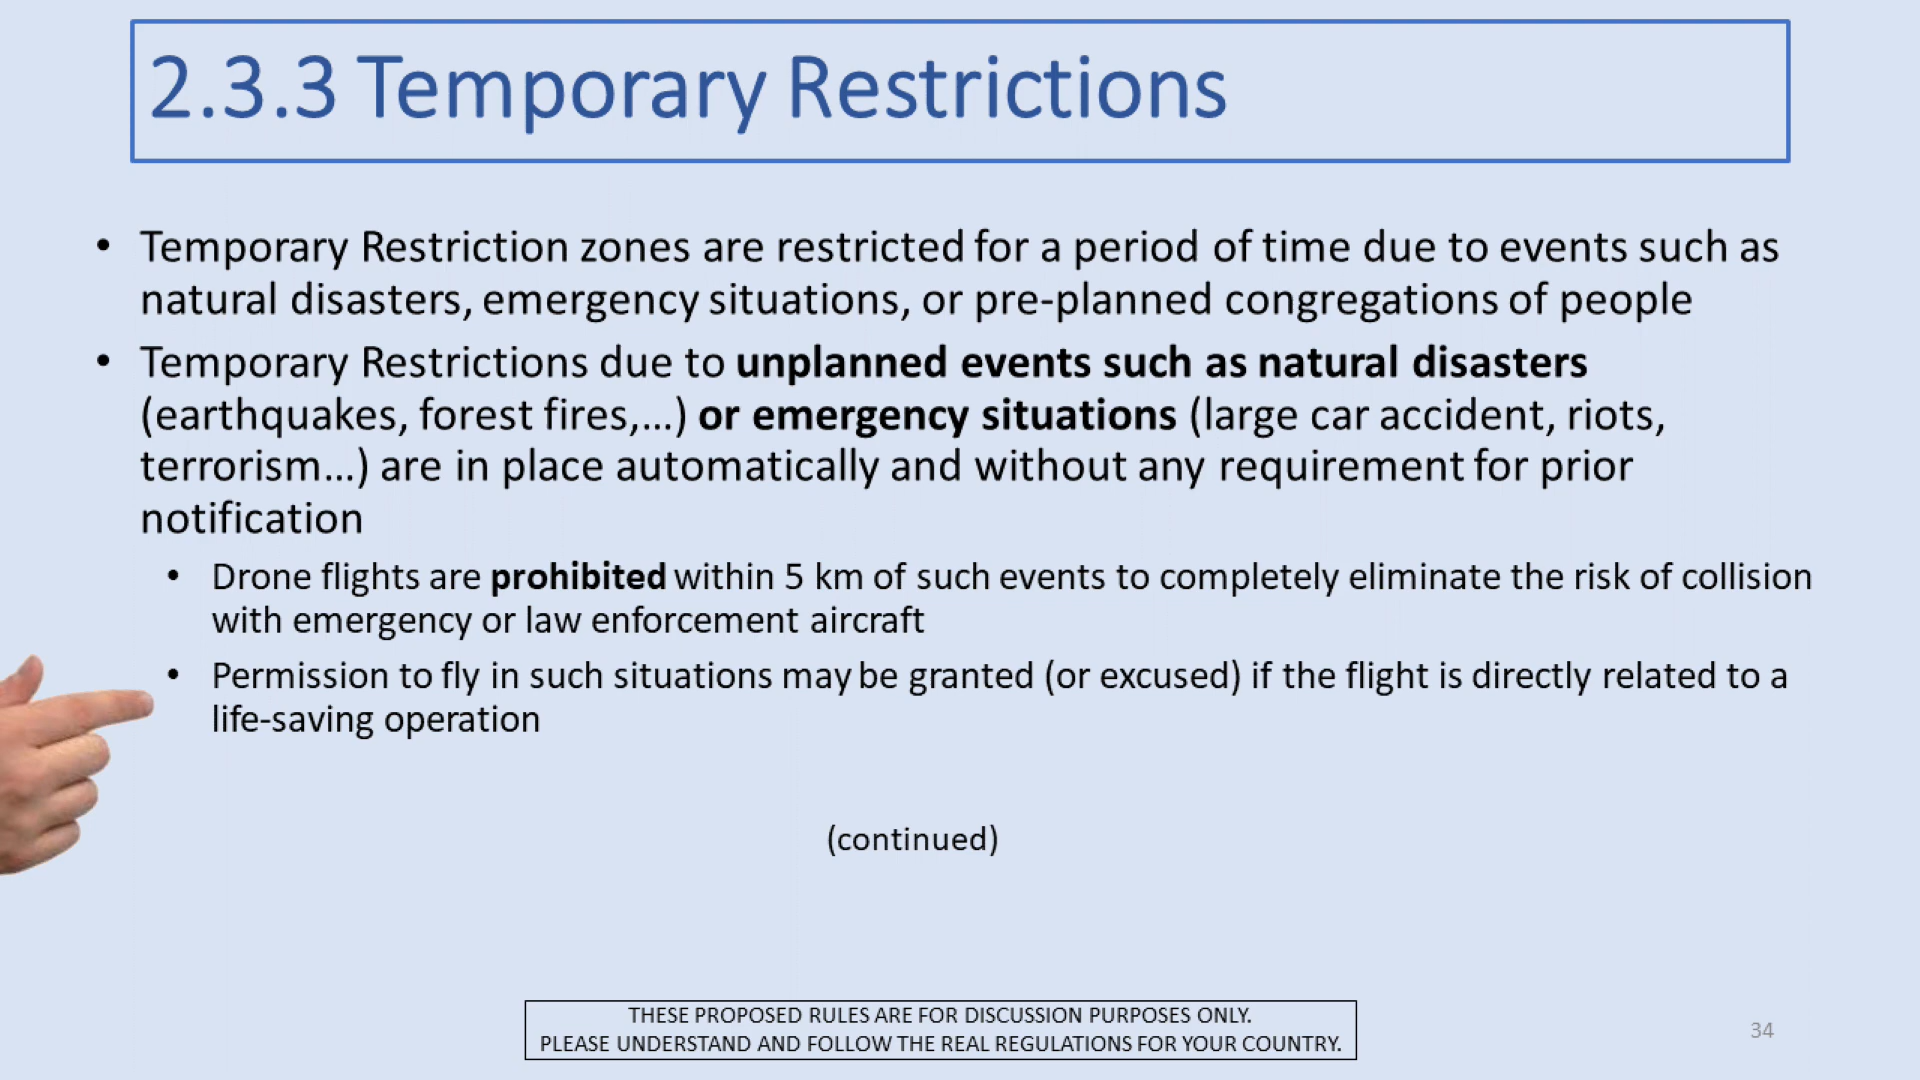 2.3.3 Temporary Restrictions
• Temporary Restriction zones are restricted for a period of time due to events such as
natural disasters, emergency situations, or pre-planned congregations of people
• Temporary Restrictions due to unplanned events such as natural disasters
(earthquakes, forest fires,...) or emergency situations (large car accident, riots,
terrorism...) are in place automatically and without any requirement for prior
notification
• Drone flights are prohibited within 5 km of such events to completely eliminate the risk of collision
with emergency or law enforcement aircraft
• Permission to fly in such situations may be granted (or excused) if the flight is directly related to a
life-saving operation
(continued)
THESE PROPOSED RULES ARE FOR DISCUSSION PURPOSES ONLY.
PLEASE UNDERSTAND AND FOLLOW THE REAL REGULATIONS FOR YOUR COUNTRY.
34